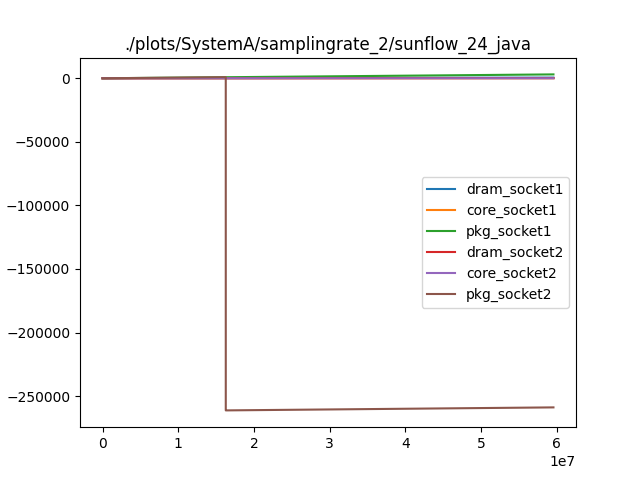 ./plots/SystemA/samplingrate_2/sunflow_24_java
0
−50000
−100000
−150000
−200000
−250000
dram_socket1
core_socket1
pkg_socket1
dram_socket2
core_socket2
pkg_socket2
0 1 2 3 4 5 6
1e7